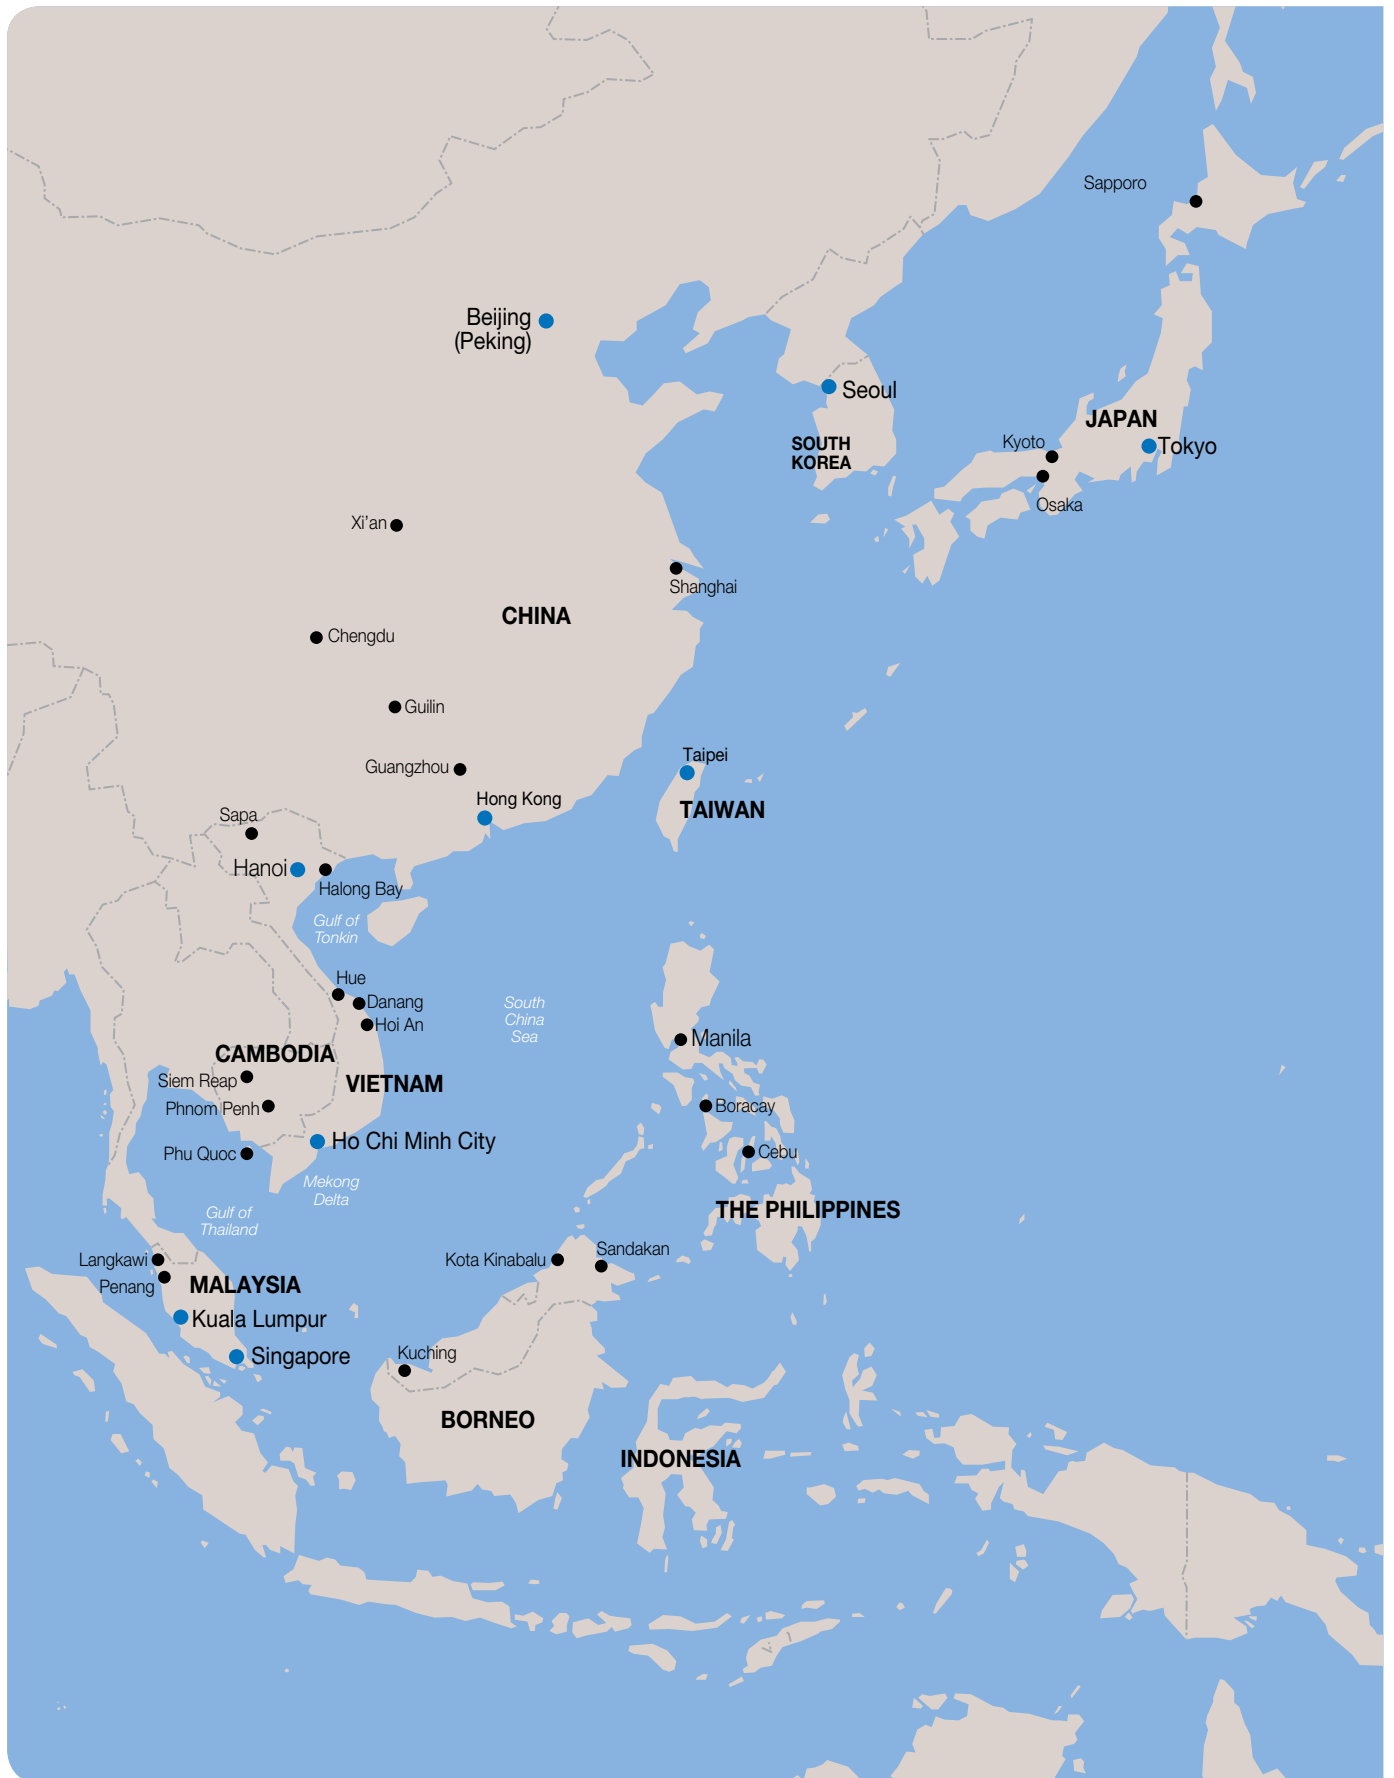 Sapporo
Beijing
(Peking)
Seoul
JAPAN
SOUTH
KOREA
Kyoto
Tokyo
Osaka
Xi’an
Shanghai
CHINA
Chengdu
Guilin
Taipei
Guangzhou
Hong Kong
TAIWAN
Sapa
Hanoi
Halong Bay
Gulf of
Tonkin
Hue
Danang
South
China
Sea
Hoi An
Manila
CAMBODIA
Siem Reap
VIETNAM
Phnom Penh
Boracay
Ho Chi Minh City
Phu Quoc
Cebu
Mekong
Delta
THE PHILIPPINES
Gulf of
Thailand
Langkawi
Kota Kinabalu
Sandakan
Penang
MALAYSIA
Kuala Lumpur
Singapore
Kuching
BORNEO
INDONESIA